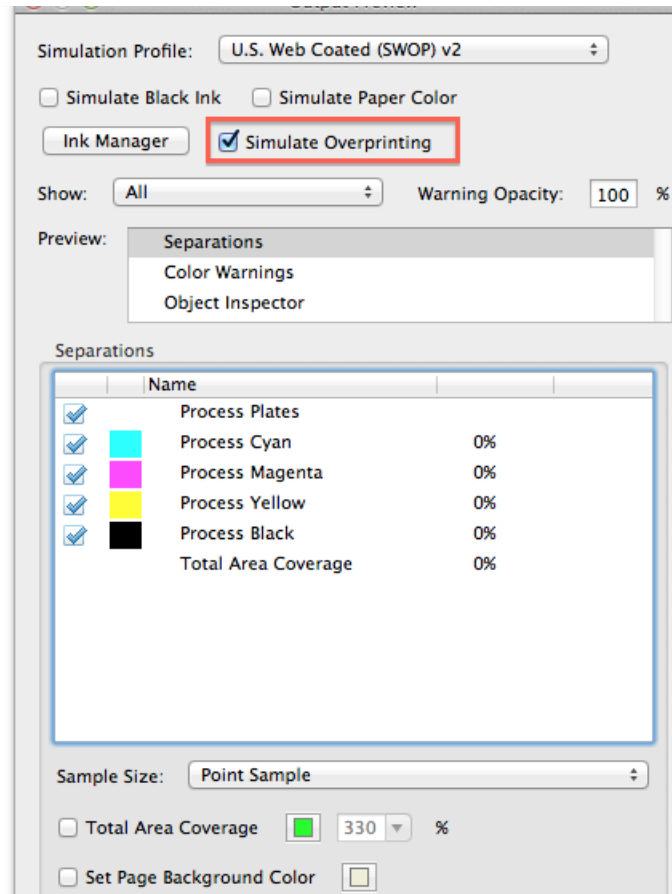 Output Preview
Simulation Profile: U.S. Web Coated (SWOP) v2
Simulate Black Ink Simulate Paper Color
Ink Manager Simulate Overprinting
Show: All Warning Opacity: 100 %
Preview: Separations
Color Warnings
Object Inspector
Separations
Name
Process Plates
Process Cyan 0%
Process Magenta 0%
Process Yellow 0%
Process Black 0%
Total Area Coverage 0%
Sample Size: Point Sample
Total Area Coverage 330 %
Set Page Background Color